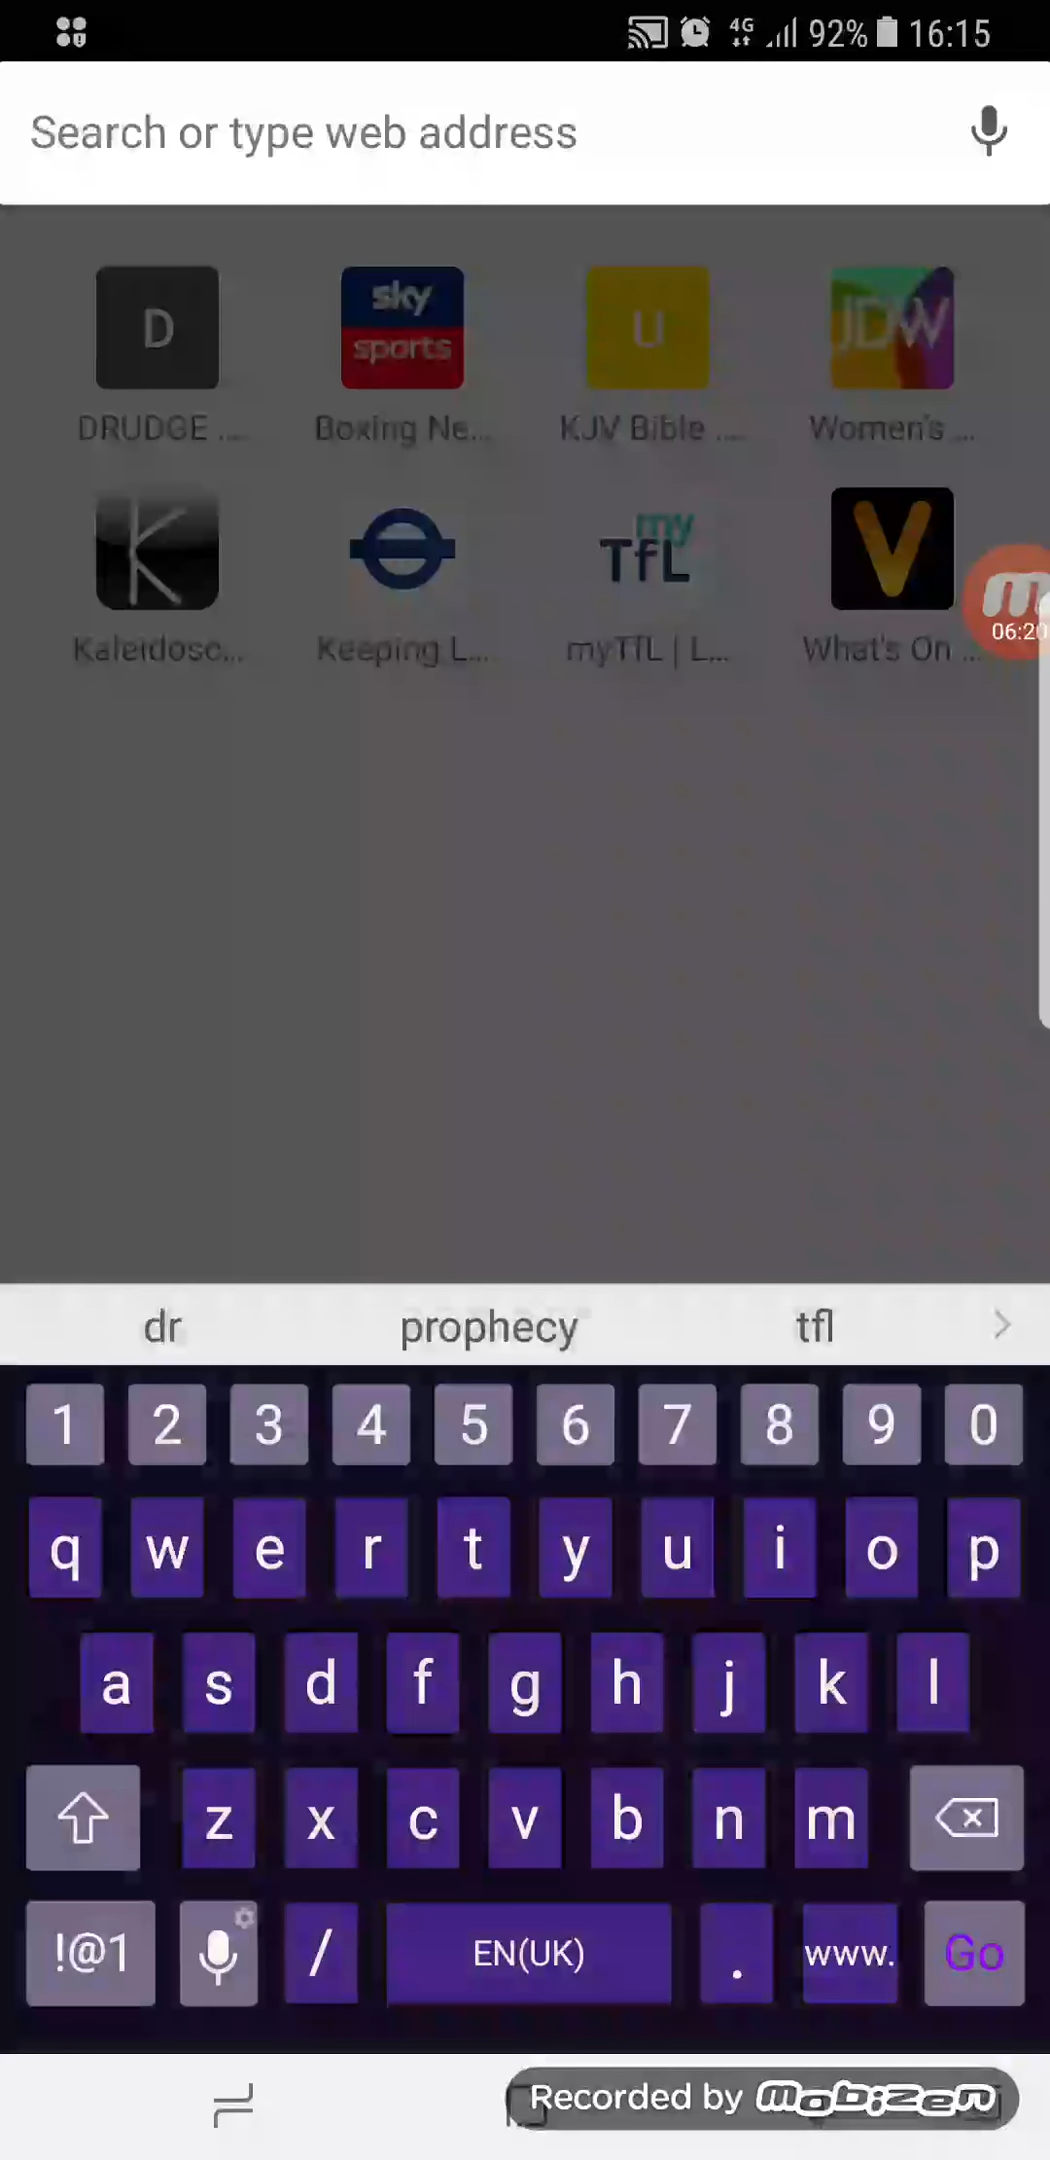 4G 92% 16:15
Search or type web address
D sky sports U JDW
DRUDGE ... Boxing Ne... KJV Bible ... Women's ...
K my TfL V
m
06:20
Kaleidosc... Keeping L... myTfL | L... What's On ...
dr prophecy tfl
1 2 3 4 5 6 7 8 9 0
q w e r t y u i o p
a s d f g h j k l
z x c v b n m
!@1 / EN(UK) . www. Go
Recorded by mobizen